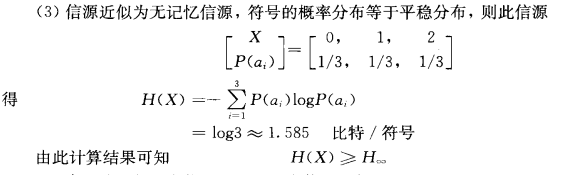 （3）信源近似为无记忆信源，符号的概率分布等于平稳分布，则此信源
[X P(a_i)] = [0, 1, 2 1/3, 1/3, 1/3]
得 H(X)=-∑_{i=1}^{3}P(a_i)logP(a_i)
=log3≈1.585 比特/符号
由此计算结果可知 H(X)⩾H_∞